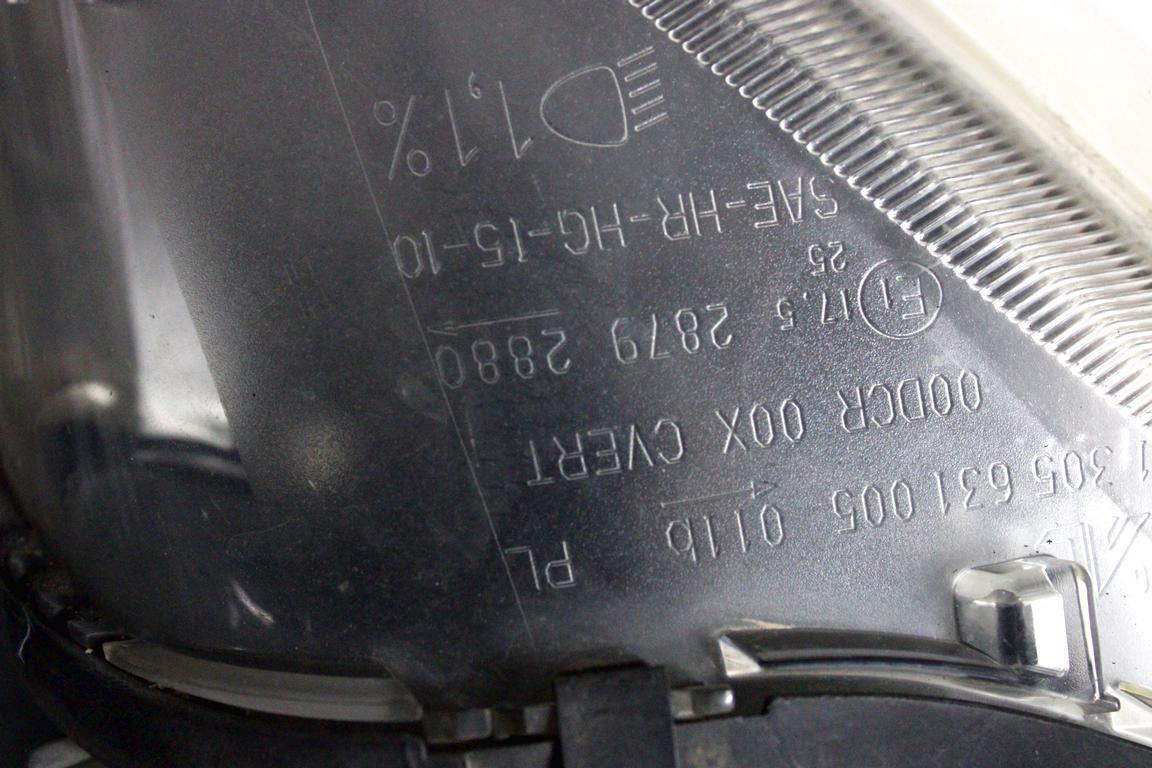 PL
1 305 631 005 011b
00DCR 00X CVERT
E1 17.5 2879 2880
25
SAE-HR-HG-15-10
1,1%